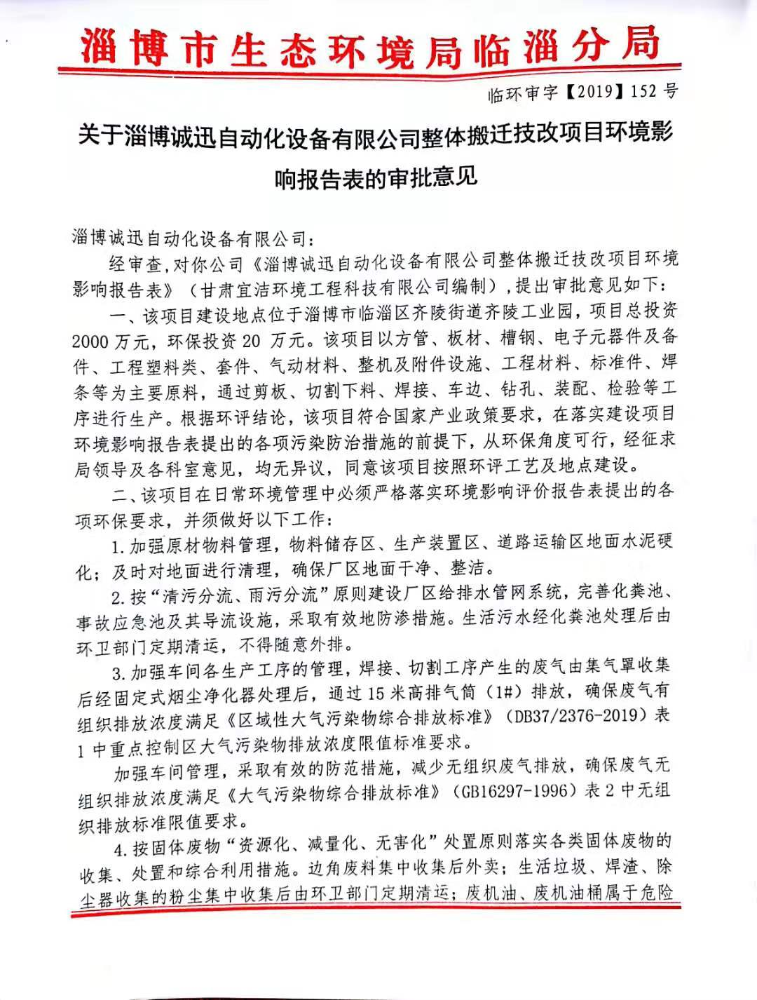 淄博市生态环境局临淄分局
临环审字【2019】152号
关于淄博诚迅自动化设备有限公司整体搬迁技改项目环境影
响报告表的审批意见
淄博诚迅自动化设备有限公司：
经审查,对你公司《淄博诚迅自动化设备有限公司整体搬迁技改项目环境
影响报告表》（甘肃宜洁环境工程科技有限公司编制）,提出审批意见如下：
一、该项目建设地点位于淄博市临淄区齐陵街道齐陵工业园，项目总投资
2000万元，环保投资20 万元。该项目以方管、板材、槽钢、电子元器件及备
件、工程塑料类、套件、气动材料、整机及附件设施、工程材料、标准件、焊
条等为主要原料，通过剪板、切割下料、焊接、车边、钻孔、装配、检验等工
序进行生产。根据环评结论，该项目符合国家产业政策要求，在落实建设项目
环境影响报告表提出的各项污染防治措施的前提下，从环保角度可行，经征求
局领导及各科室意见，均无异议，同意该项目按照环评工艺及地点建设。
二、该项目在日常环境管理中必须严格落实环境影响评价报告表提出的各
项环保要求，并须做好以下工作：
1.加强原材物料管理，物料储存区、生产装置区、道路运输区地面水泥硬
化；及时对地面进行清理，确保厂区地面干净、整洁。
2.按“清污分流、雨污分流”原则建设厂区给排水管网系统，完善化粪池、
事故应急池及其导流设施，采取有效地防渗措施。生活污水经化粪池处理后由
环卫部门定期清运，不得随意外排。
3.加强车间各生产工序的管理，焊接、切割工序产生的废气由集气罩收集
后经固定式烟尘净化器处理后，通过15米高排气筒（1#）排放，确保废气有
组织排放浓度满足《区域性大气污染物综合排放标准》（DB37/2376-2019）表
1中重点控制区大气污染物排放浓度限值标准要求。
加强车间管理，采取有效的防范措施，减少无组织废气排放，确保废气无
组织排放浓度满足《大气污染物综合排放标准》（GB16297-1996）表2中无组
织排放标准限值要求。
4.按固体废物“资源化、减量化、无害化”处置原则落实各类固体废物的
收集、处置和综合利用措施。边角废料集中收集后外卖；生活垃圾、焊渣、除
尘器收集的粉尘集中收集后由环卫部门定期清运；废机油、废机油桶属于危险